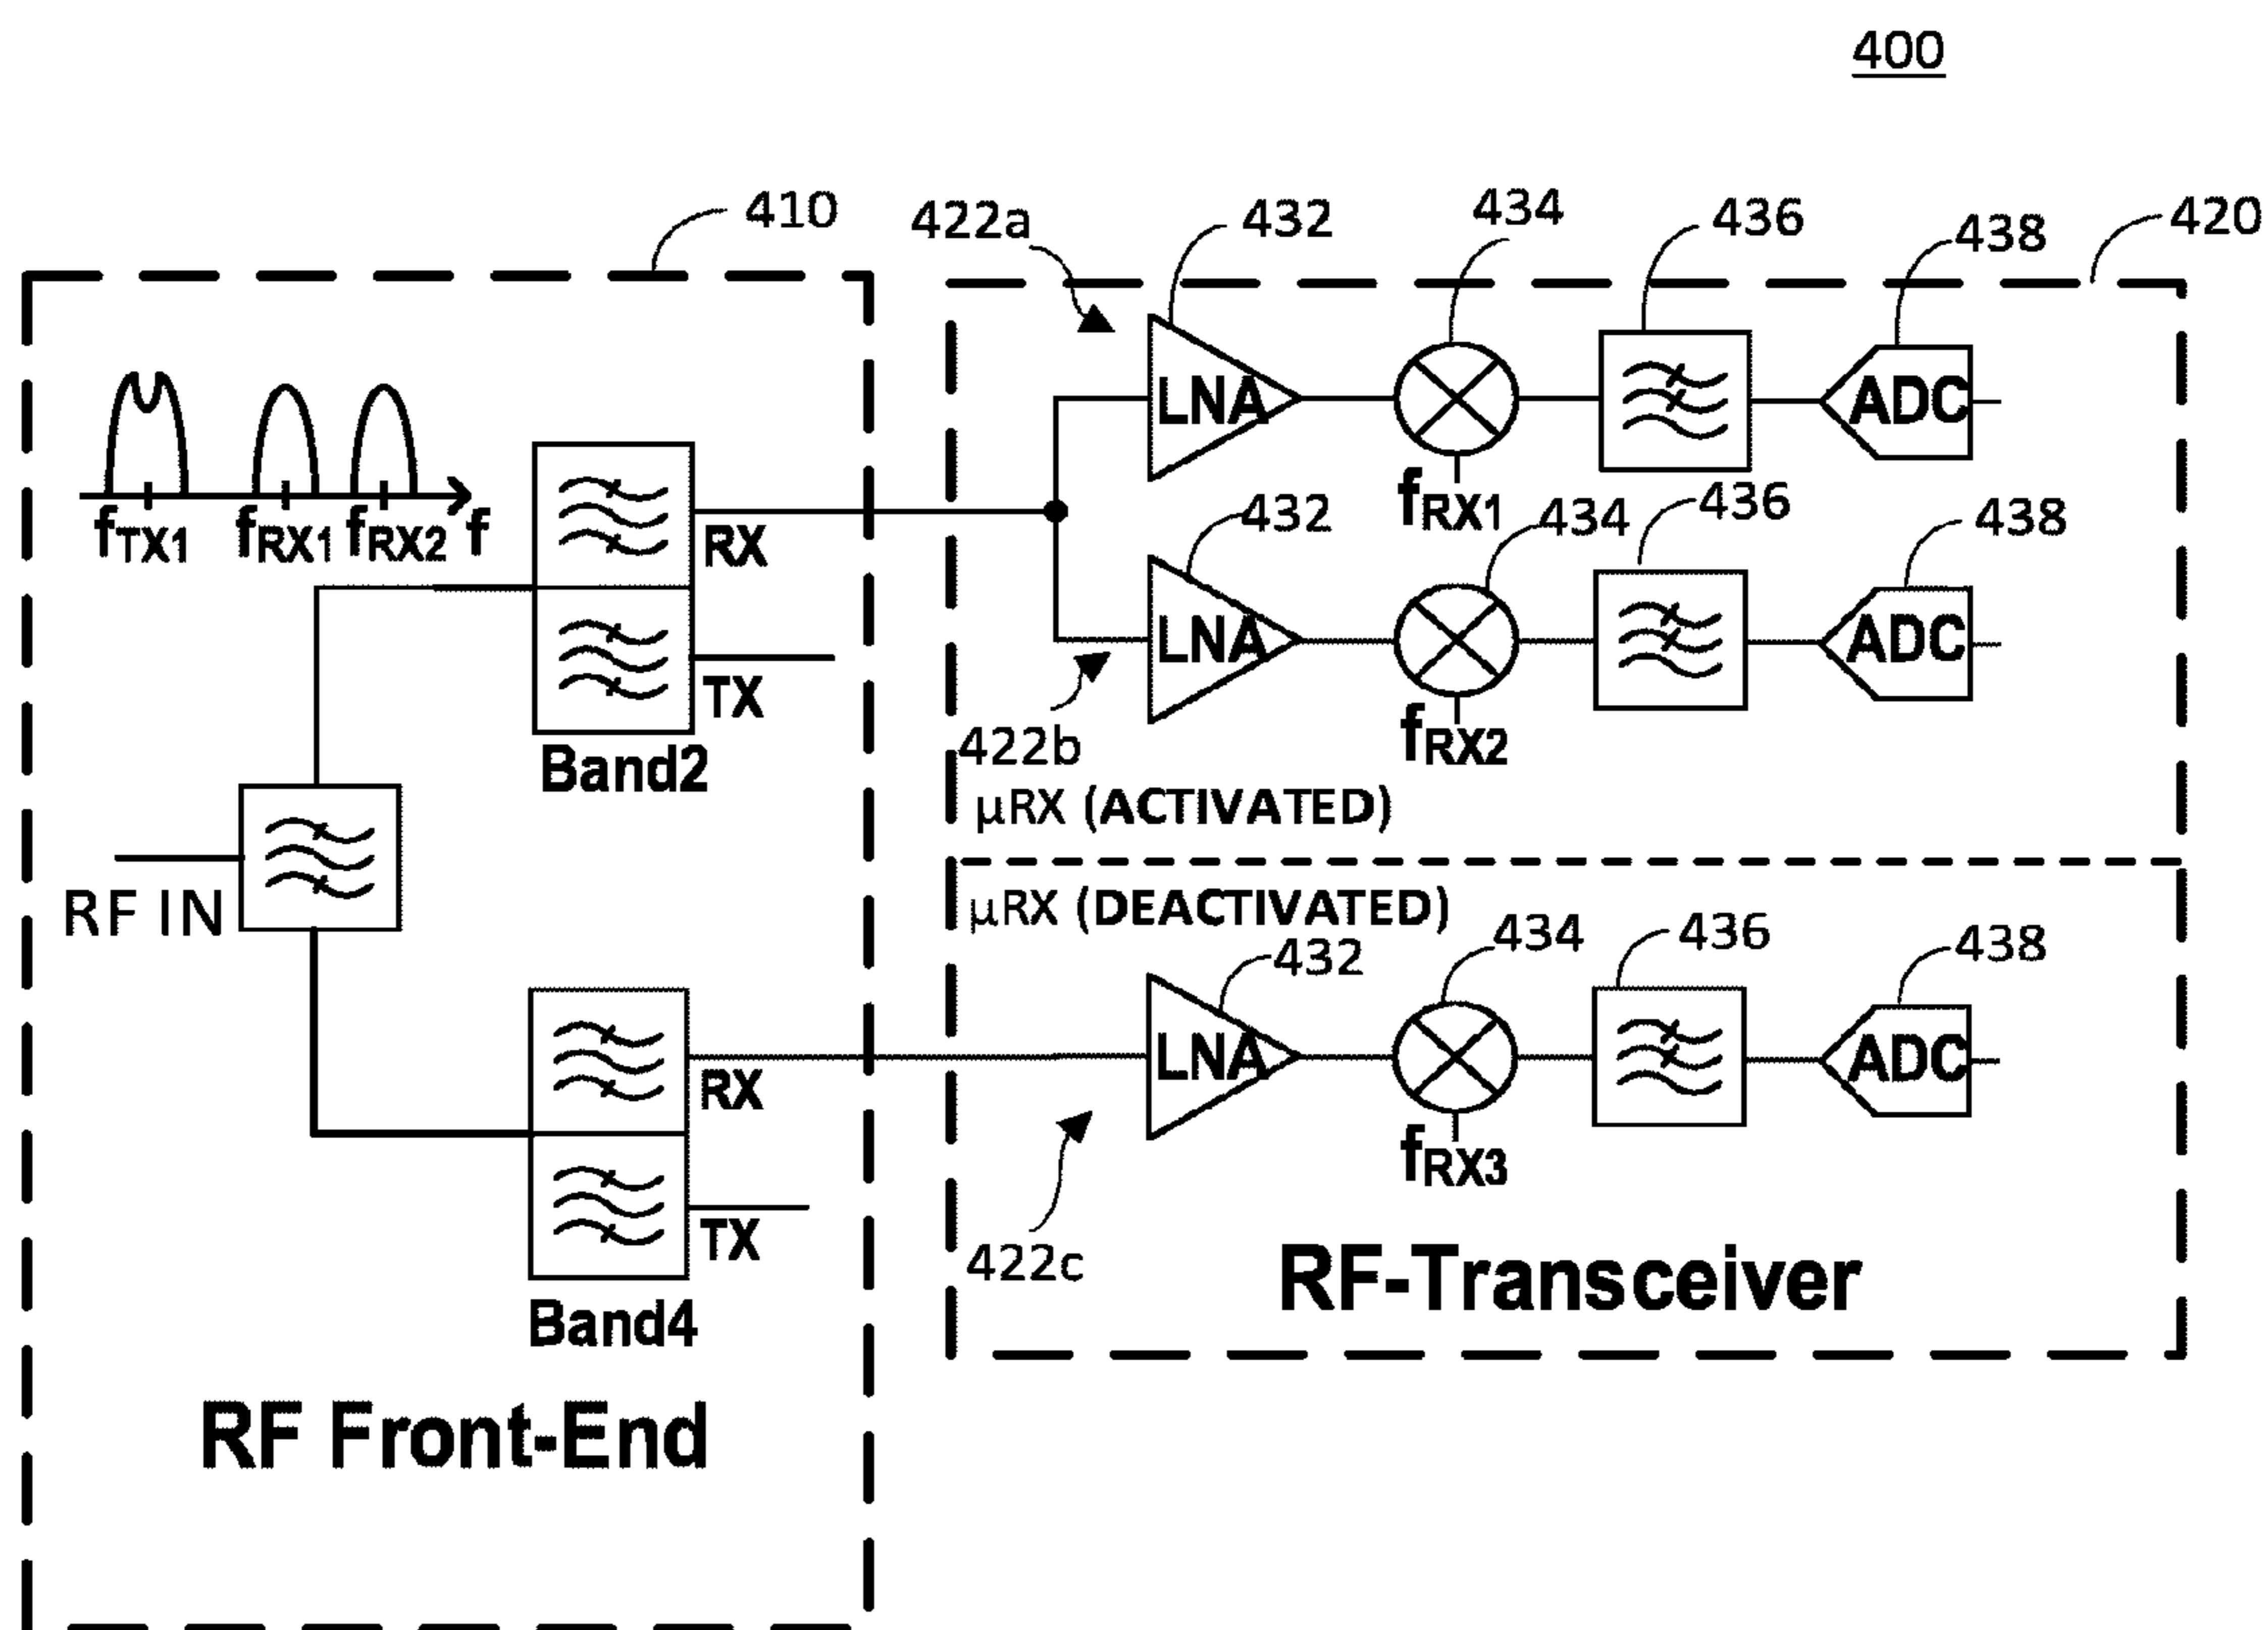 400
410
422a
432
434
436
438
420
LNA
ADC
fRX1
fTX1
fRX1
fRX2
f
RX
432
434
436
438
LNA
ADC
fRX2
TX
Band2
422b
μRX (ACTIVATED)
RF IN
μRX (DEACTIVATED)
432
434
436
438
LNA
ADC
fRX3
RX
TX
Band4
422c
RF-Transceiver
RF Front-End